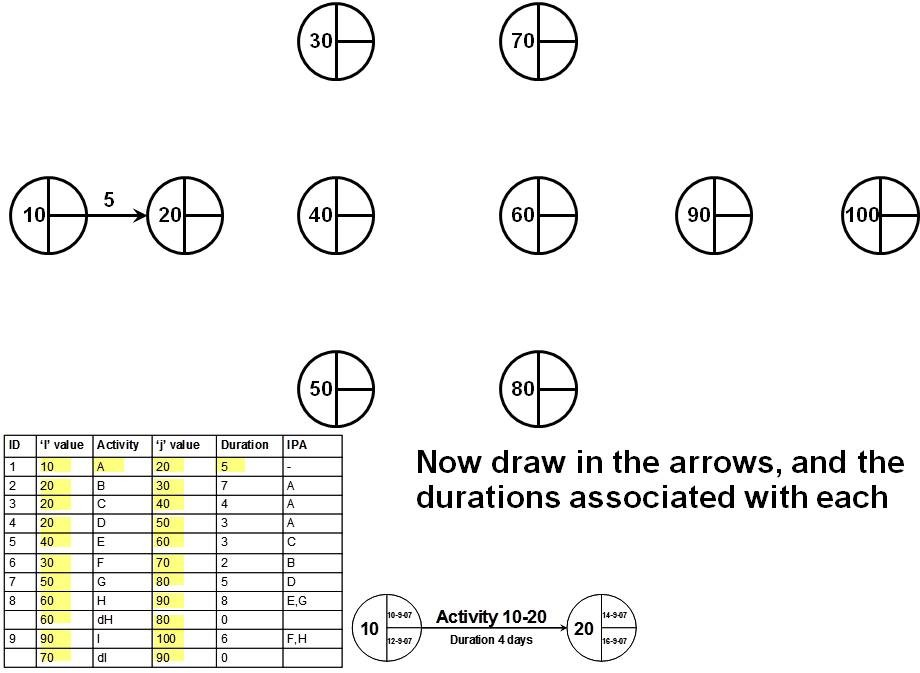 30 70
5
10 20 40 60 90 100
50 80
ID ‘I’ value Activity ‘j’ value Duration IPA
1 10 A 20 5 -
2 20 B 30 7 A
3 20 C 40 4 A
4 20 D 50 3 A
5 40 E 60 3 C
6 30 F 70 2 B
7 50 G 80 5 D
8 60 H 90 8 E,G
60 dH 80 0
9 90 I 100 6 F,H
70 dI 90 0
Now draw in the arrows, and the
durations associated with each
10-9-07 Activity 10-20 14-9-07
10 20
12-9-07 Duration 4 days 16-9-07